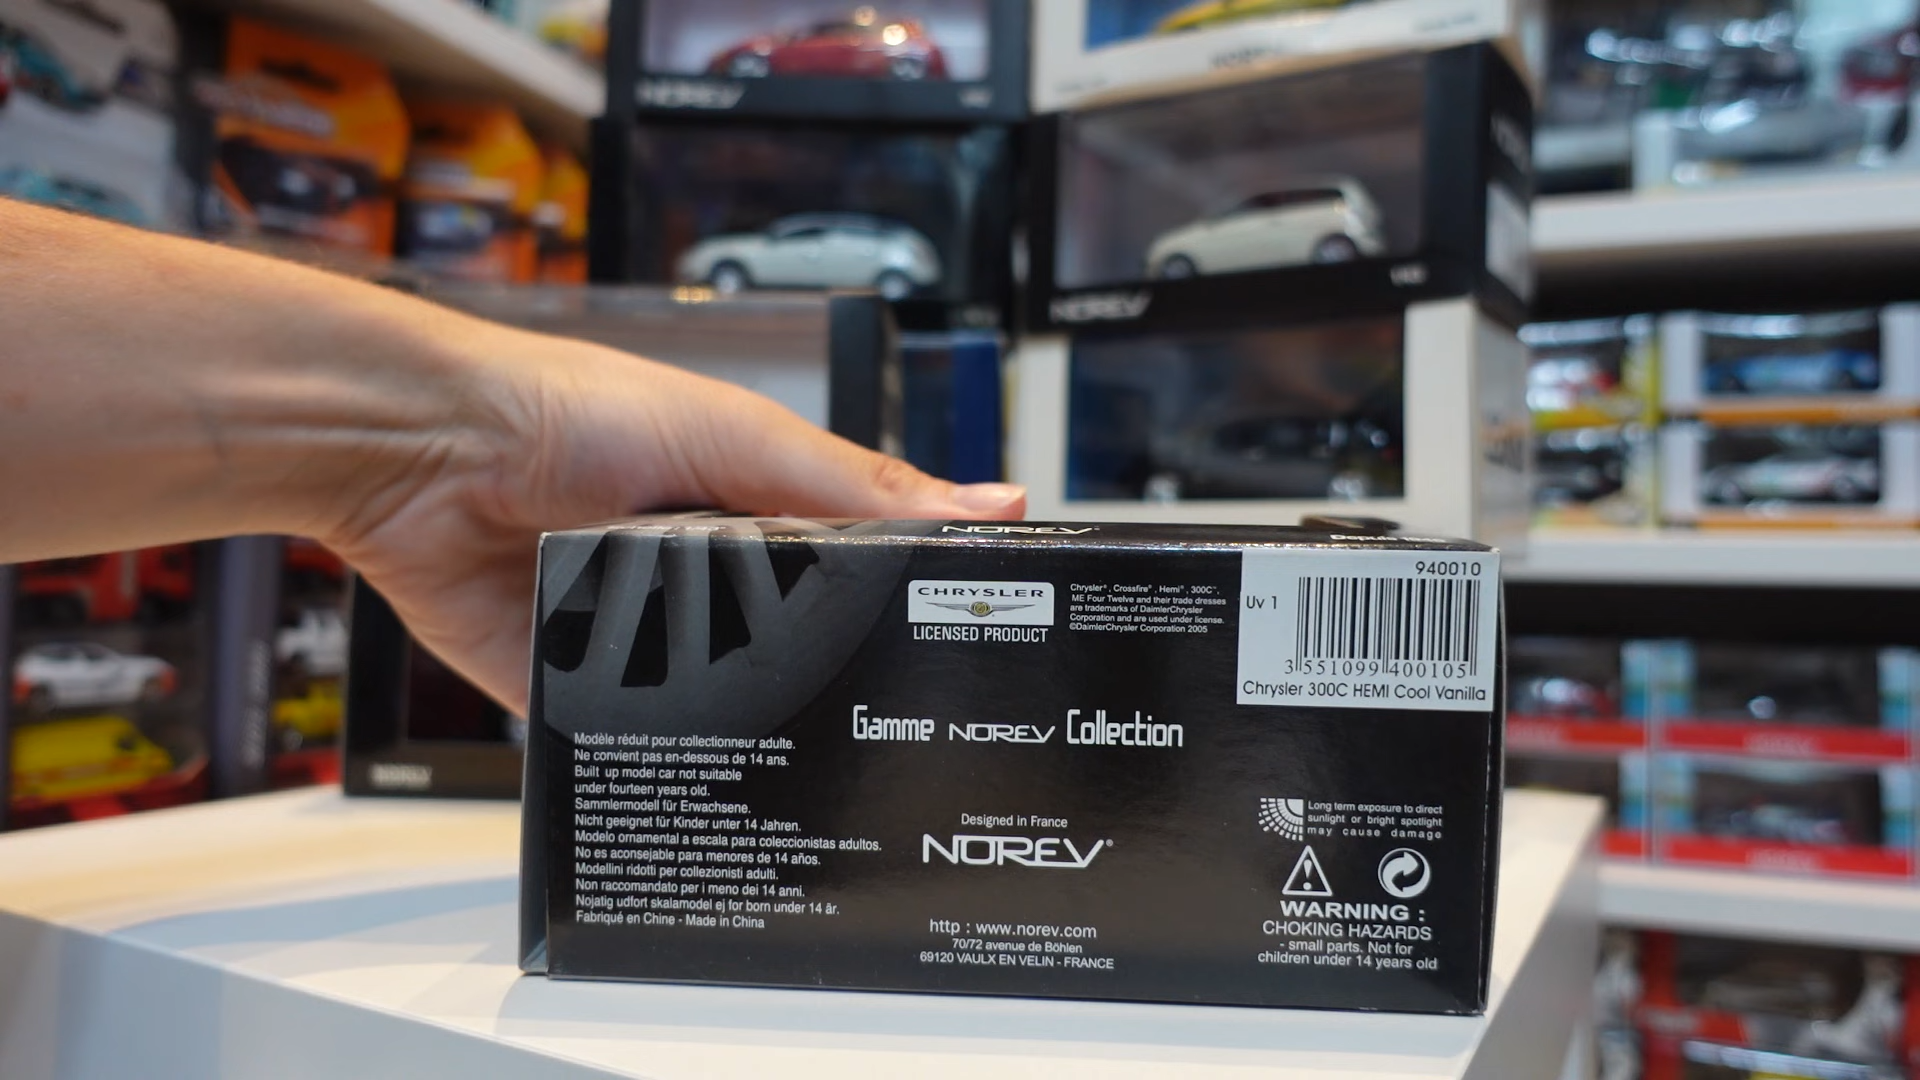 NOREV
NOREV
NOREV
NOREV
CHRYSLER
LICENSED PRODUCT
Chrysler®, Crossfire®, Hemi®, 300C™,
ME Four Twelve and their trade dresses
are trademarks of DaimlerChrysler
Corporation and are used under license.
©DaimlerChrysler Corporation 2005
940010
Uv 1
3 551099 400105
Chrysler 300C HEMI Cool Vanilla
Gamme NOREV Collection
Modèle réduit pour collectionneur adulte.
Ne convient pas en-dessous de 14 ans.
Built up model car not suitable
under fourteen years old.
Sammlermodell für Erwachsene.
Nicht geeignet für Kinder unter 14 Jahren.
Modelo ornamental a escala para coleccionistas adultos.
No es aconsejable para menores de 14 años.
Modellini ridotti per collezionisti adulti.
Non raccomandato per i meno dei 14 anni.
Nojatig udfort skalamodel ej for born under 14 år.
Fabriqué en Chine - Made in China
Designed in France
NOREV®
http : www.norev.com
70/72 avenue de Böhlen
69120 VAULX EN VELIN - FRANCE
Long term exposure to direct
sunlight or bright spotlight
may cause damage
WARNING :
CHOKING HAZARDS
- small parts. Not for
children under 14 years old